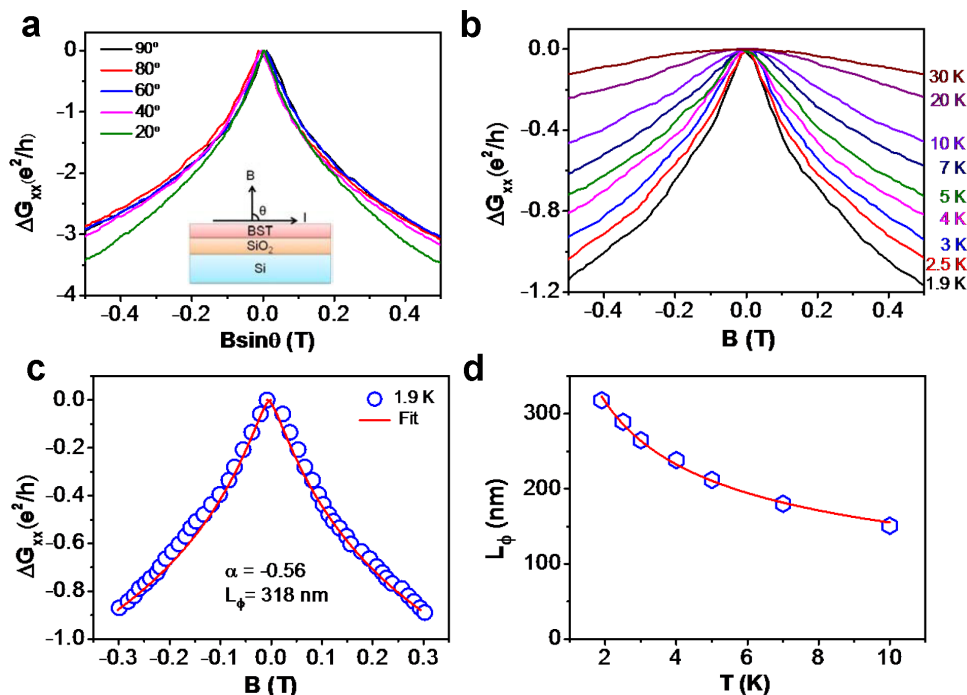 a
90°
80°
60°
40°
20°
ΔGxx(e²/h)
0
−1
−2
−3
−4
B
θ
I
BST
SiO₂
Si
−0.4 −0.2 0.0 0.2 0.4
Bsinθ (T)
b
ΔGxx(e²/h)
0.0
−0.4
−0.8
−1.2
30 K
20 K
10 K
7 K
5 K
4 K
3 K
2.5 K
1.9 K
−0.4 −0.2 0.0 0.2 0.4
B (T)
c
1.9 K
Fit
ΔGxx(e²/h)
0.0
−0.2
−0.4
−0.6
−0.8
−1.0
α = -0.56
Lϕ= 318 nm
−0.3 −0.2 −0.1 0.0 0.1 0.2 0.3
B (T)
d
Lϕ (nm)
300
200
100
0
2 4 6 8 10
T (K)